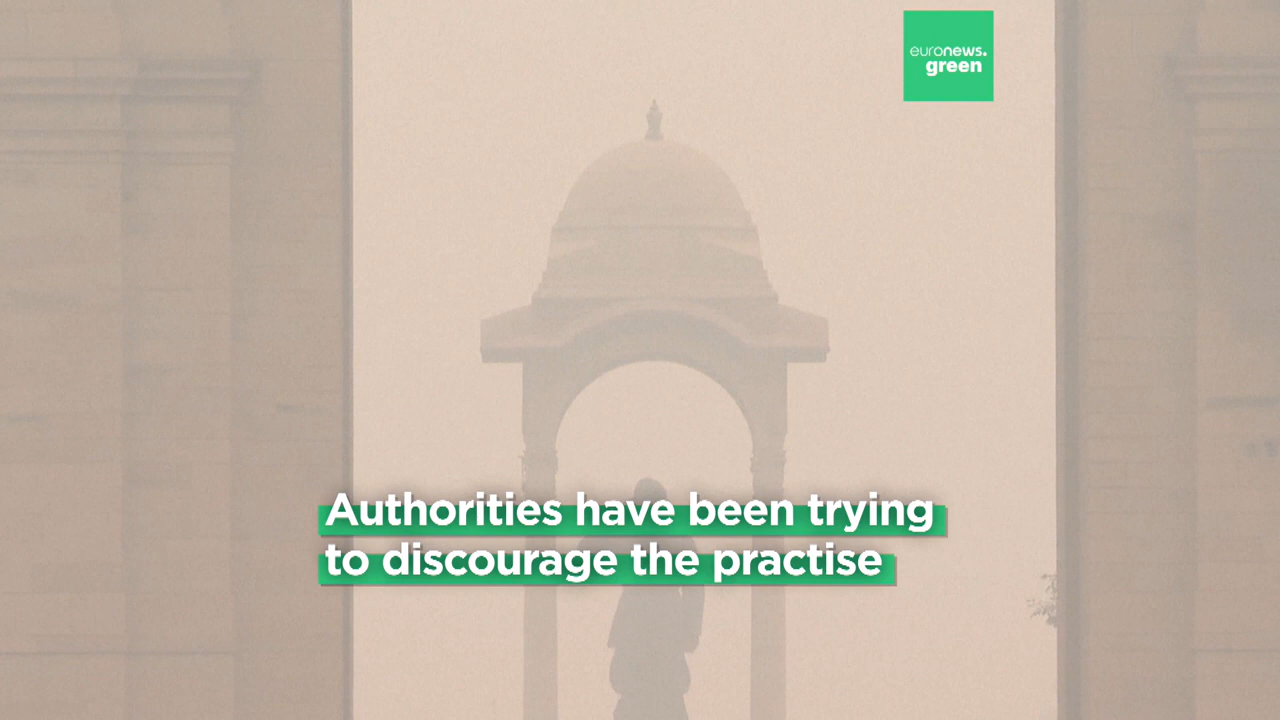 euronews.
green
Authorities have been trying
to discourage the practise